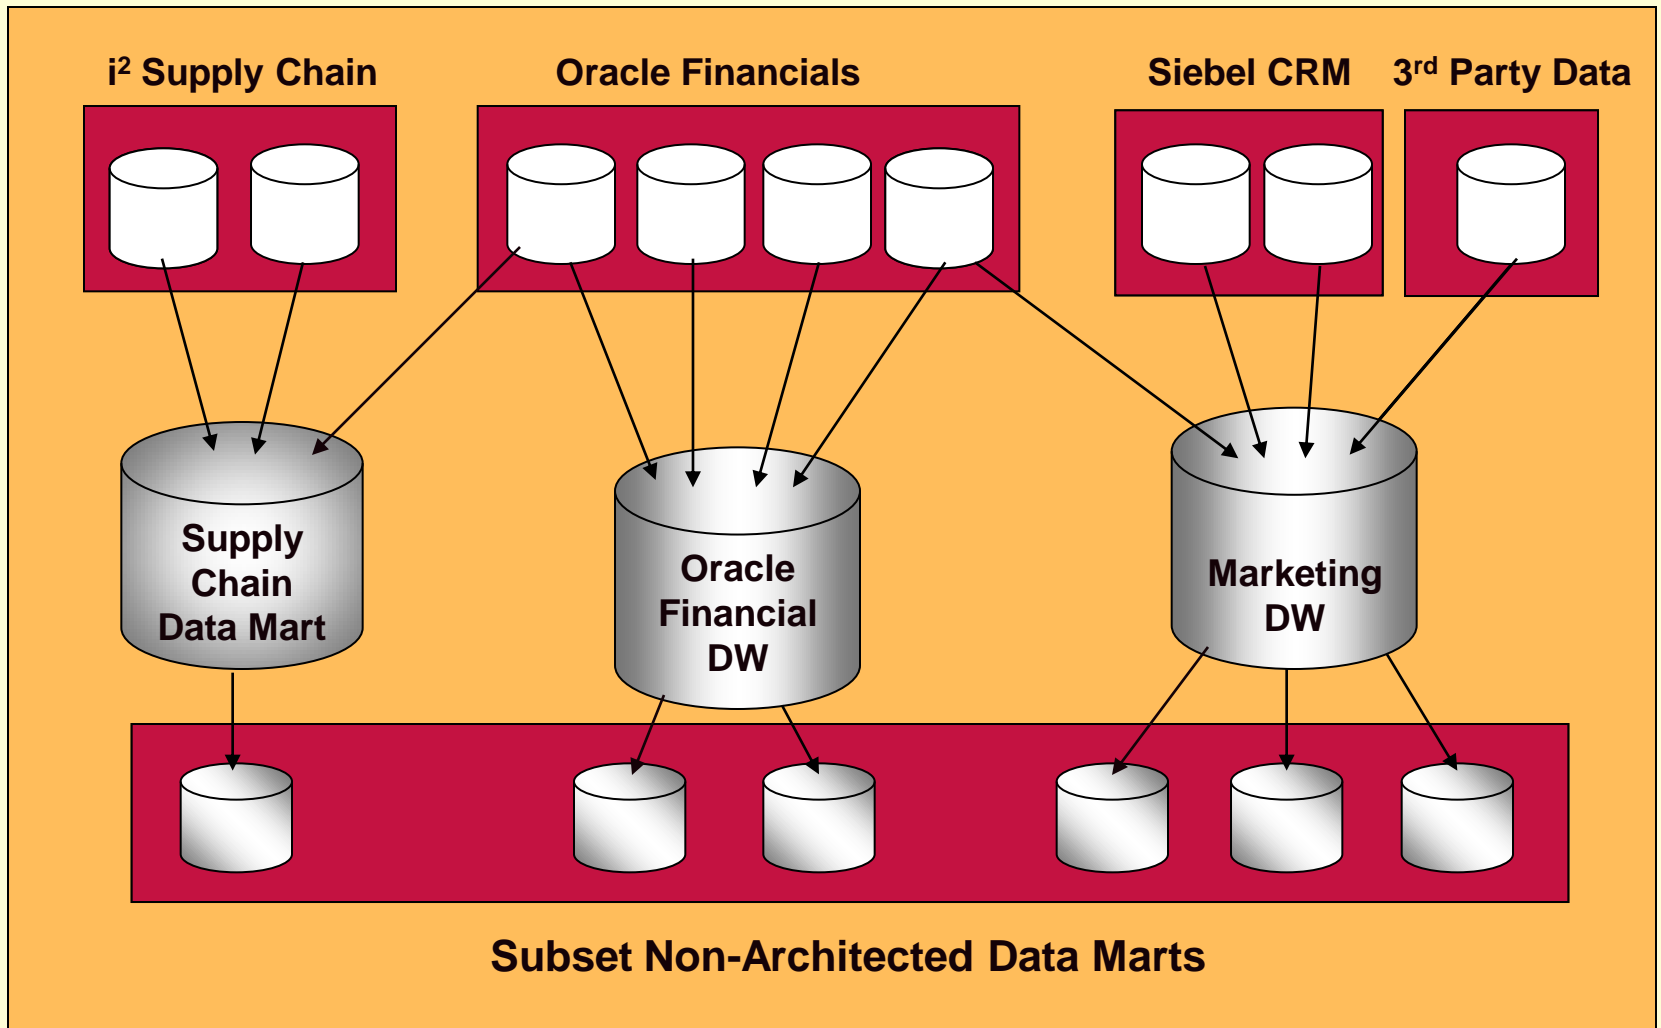 i² Supply Chain
Oracle Financials
Siebel CRM
3rd Party Data
Supply
Chain
Data Mart
Oracle
Financial
DW
Marketing
DW
Subset Non-Architected Data Marts